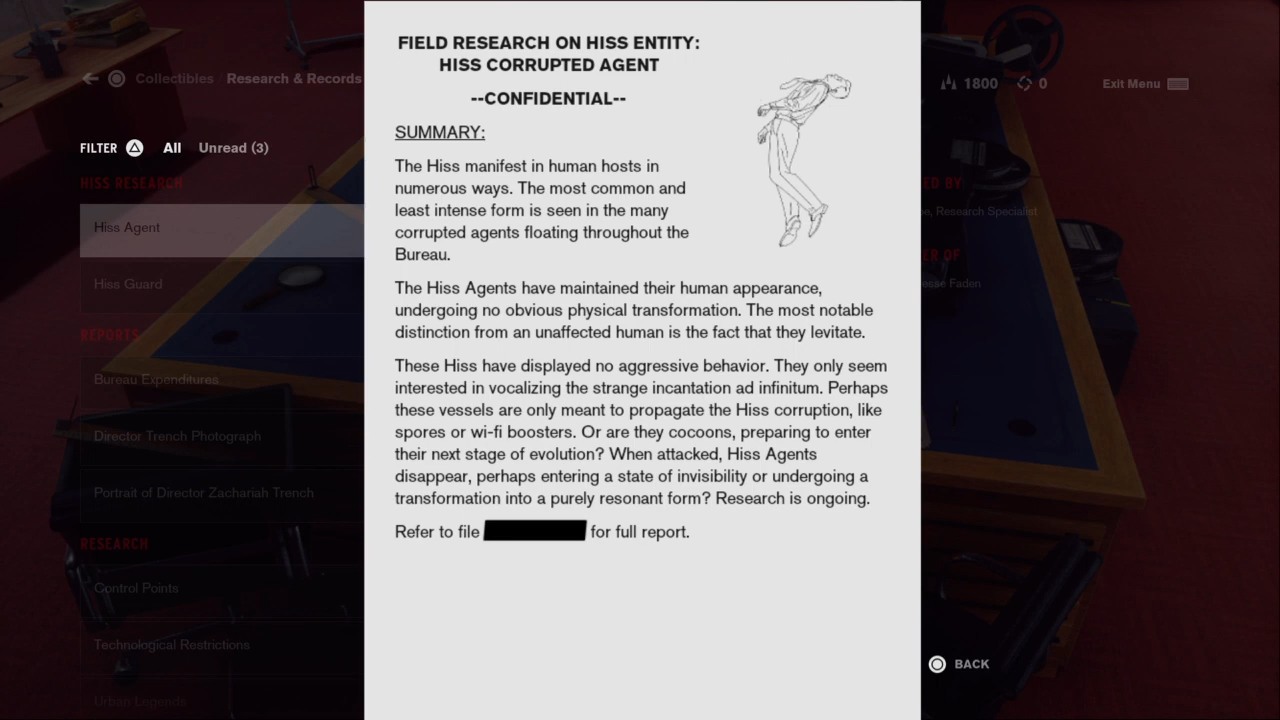 Collectibles Research & Records
1800 0 Exit Menu
FILTER All Unread (3)
HISS RESEARCH
Hiss Agent
Hiss Guard
REPORTS
Bureau Expenditures
Director Trench Photograph
Portrait of Director Zachariah Trench
RESEARCH
Control Points
Technological Restrictions
Urban Legends
FIELD RESEARCH ON HISS ENTITY:
HISS CORRUPTED AGENT
--CONFIDENTIAL--
SUMMARY:
The Hiss manifest in human hosts in
numerous ways. The most common and
least intense form is seen in the many
corrupted agents floating throughout the
Bureau.
The Hiss Agents have maintained their human appearance,
undergoing no obvious physical transformation. The most notable
distinction from an unaffected human is the fact that they levitate.
These Hiss have displayed no aggressive behavior. They only seem
interested in vocalizing the strange incantation ad infinitum. Perhaps
these vessels are only meant to propagate the Hiss corruption, like
spores or wi-fi boosters. Or are they cocoons, preparing to enter
their next stage of evolution? When attacked, Hiss Agents
disappear, perhaps entering a state of invisibility or undergoing a
transformation into a purely resonant form? Research is ongoing.
Refer to file for full report.
ED BY
, Research Specialist
ER OF
Faden
BACK